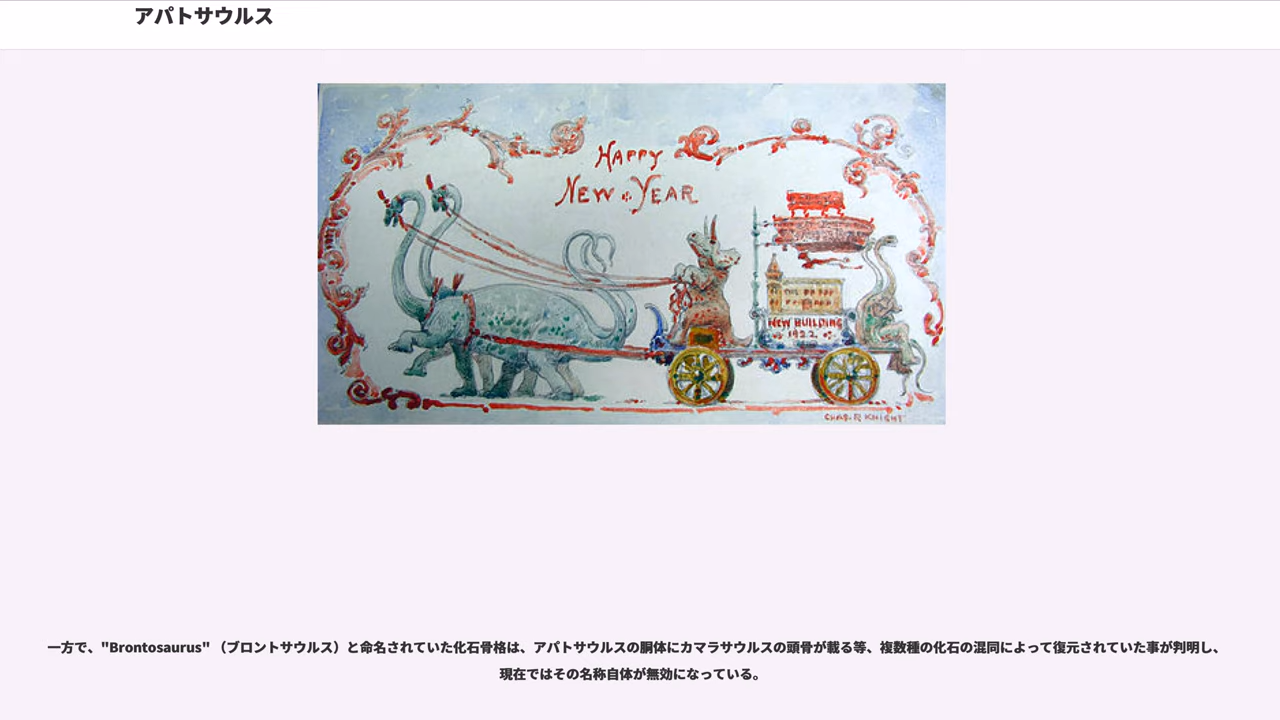 アパトサウルス
HAPPY
NEW YEAR
NEW BUILDING
1922
CHAS. R KNIGHT
一方で、"Brontosaurus" （ブロントサウルス）と命名されていた化石骨格は、アパトサウルスの胴体にカマラサウルスの頭骨が載る等、複数種の化石の混同によって復元されていた事が判明し、
現在ではその名称自体が無効になっている。